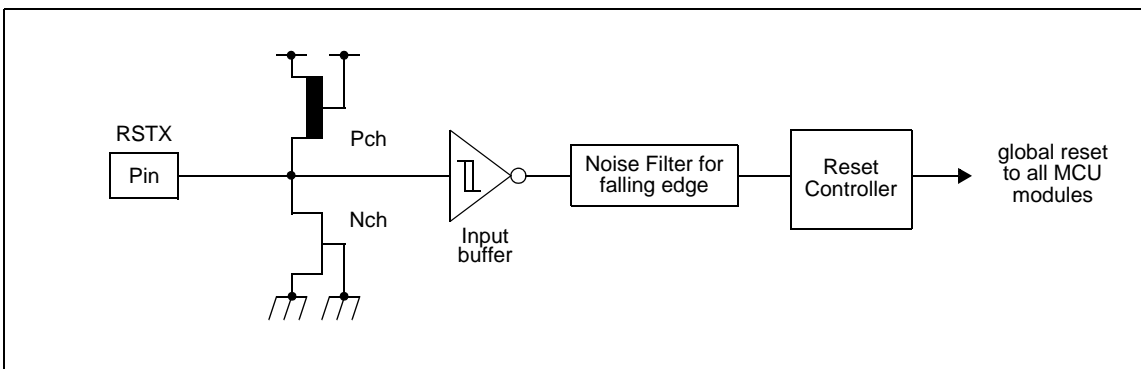 RSTX
Pin
Pch
Nch
Input
buffer
Noise Filter for
falling edge
Reset
Controller
global reset
to all MCU
modules